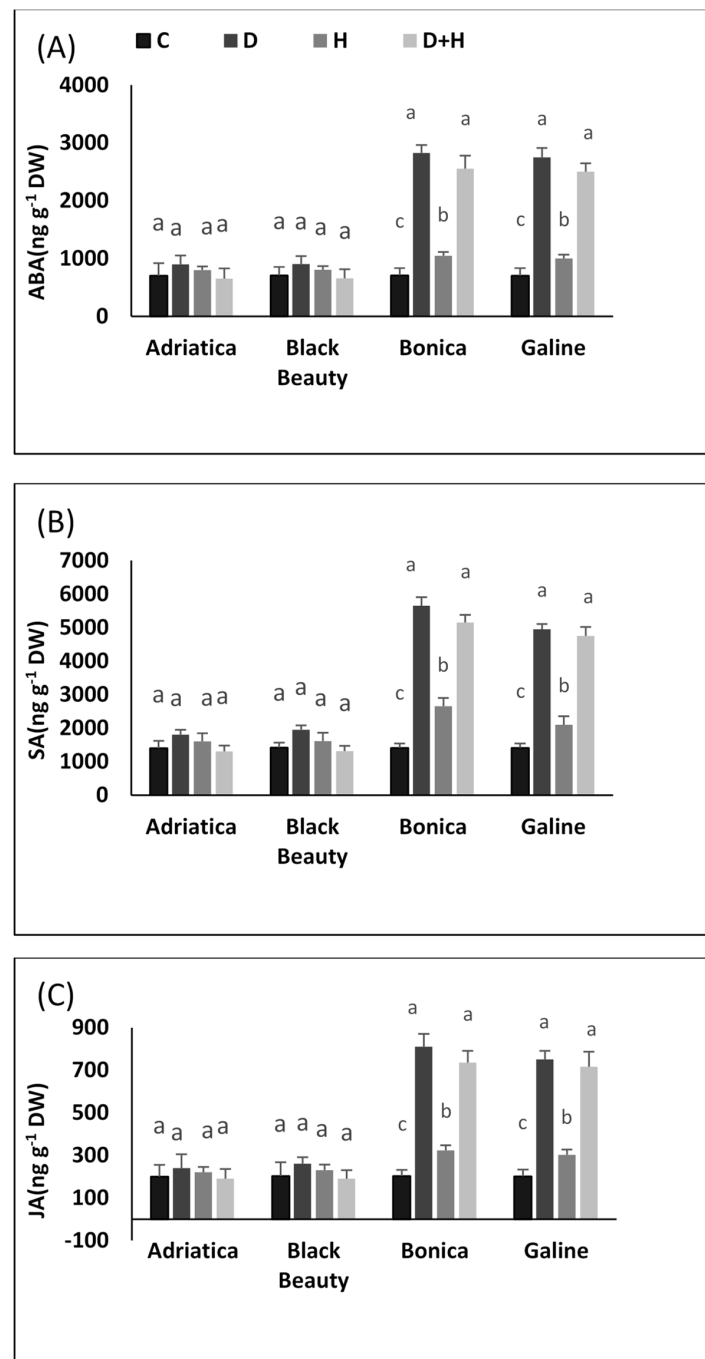 (A)
C D H D+H
ABA(ng g⁻¹ DW)
4000
3000
2000
1000
0
a a a a a a a a c a b a c a b a
Adriatica Black Beauty Bonica Galine
(B)
SA(ng g⁻¹ DW)
7000
6000
5000
4000
3000
2000
1000
0
a a a a a a a a c a b a c a b a
Adriatica Black Beauty Bonica Galine
(C)
JA(ng g⁻¹ DW)
900
700
500
300
100
-100
a a a a a a a a c a b a c a b a
Adriatica Black Beauty Bonica Galine